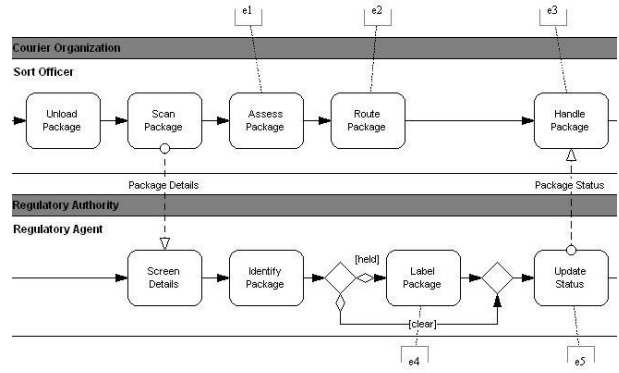 e1
e2
e3
Courier Organization
Sort Officer
Unload
Package
Scan
Package
Assess
Package
Route
Package
Handle
Package
Package Details
Package Status
Regulatory Authority
Regulatory Agent
Screen
Details
Identify
Package
[held]
Label
Package
Update
Status
[clear]
e4
e5